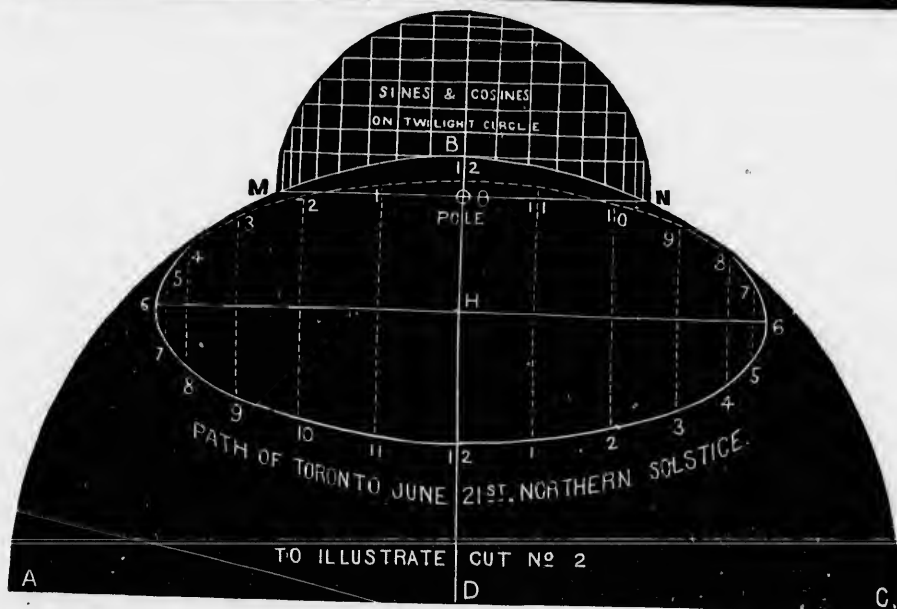 SINES & COSINES
ON TWILIGHT CIRCLE
B
12
M
N
θ
2 1 11 10
POLE
3 9
4 8
5 7
6 H 6
7 5
8 4
9 3
10 11 12 1 2
PATH OF TORONTO JUNE 21ST. NORTHERN SOLSTICE.
TO ILLUSTRATE CUT Nº 2
A D C.